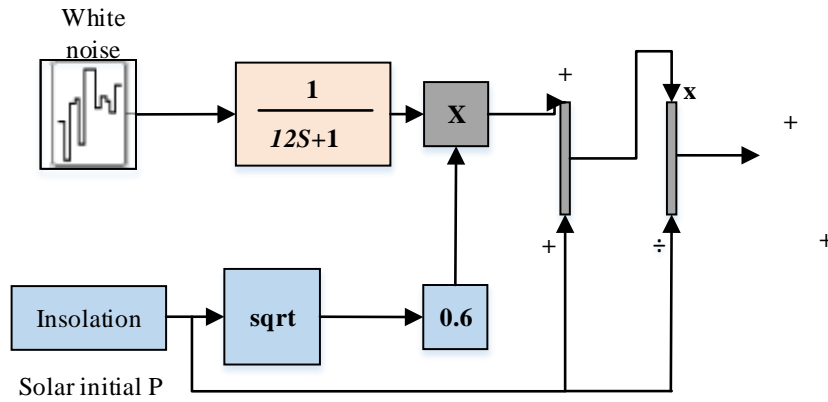 White
noise
1
12S+1
X
+
x
+
+
÷
+
Insolation
sqrt
0.6
Solar initial P